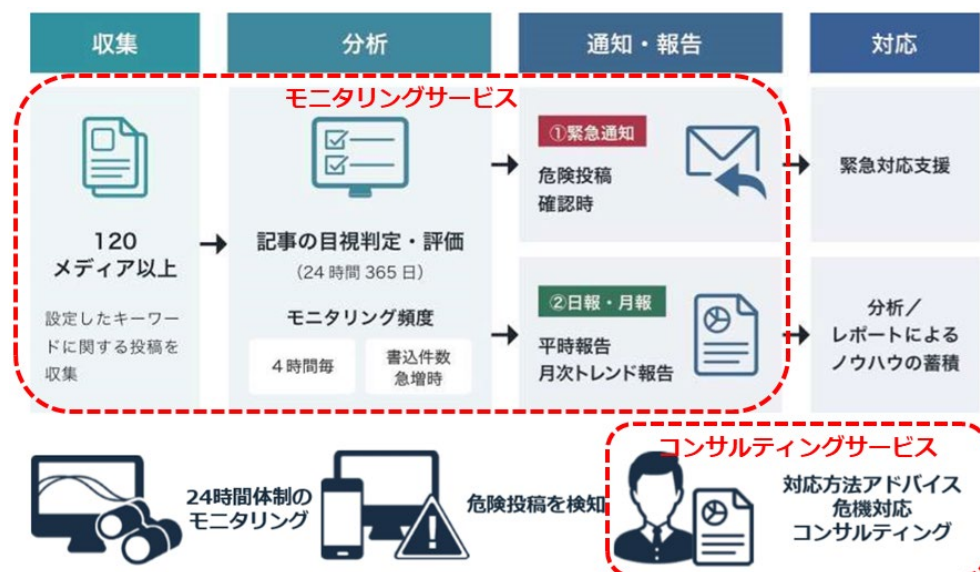 収集
分析
通知・報告
対応
モニタリングサービス
120
メディア以上
設定したキーワー
ドに関する投稿を
収集
記事の目視判定・評価
(24時間365日)
モニタリング頻度
4時間毎
書込件数
急増時
①緊急通知
危険投稿
確認時
②日報・月報
平時報告
月次トレンド報告
緊急対応支援
分析/
レポートによる
ノウハウの蓄積
24時間体制の
モニタリング
危険投稿を検知
コンサルティングサービス
対応方法アドバイス
危機対応
コンサルティング